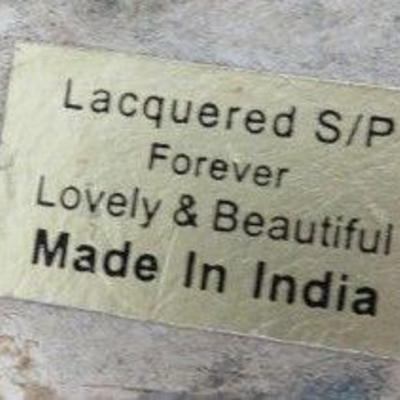 Lacquered S/P
Forever
Lovely & Beautiful
Made In India